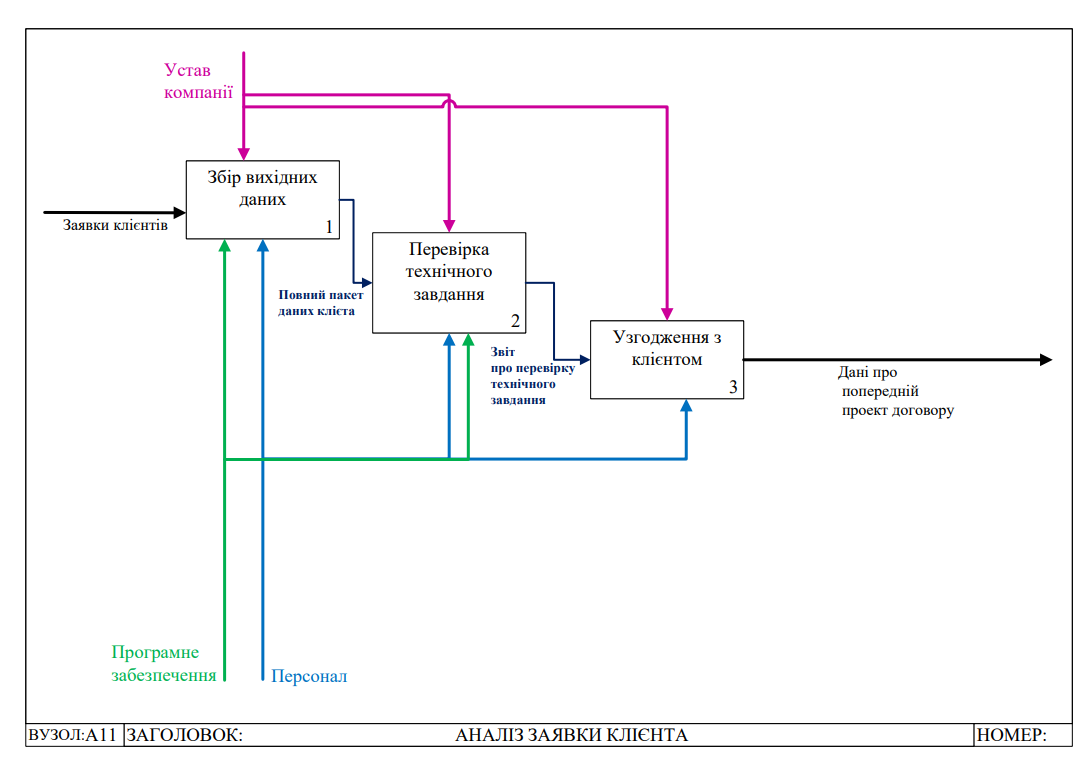 Устав
компанії
Збір вихідних
даних
1
Заявки клієнтів
Перевірка
технічного
завдання
2
Повний пакет
даних клієта
Узгодження з
клієнтом
3
Звіт
про перевірку
технічного
завдання
Дані про
попередній
проект договору
Програмне
забезпечення
Персонал
ВУЗОЛ:А11 ЗАГОЛОВОК: АНАЛІЗ ЗАЯВКИ КЛІЄНТА НОМЕР: